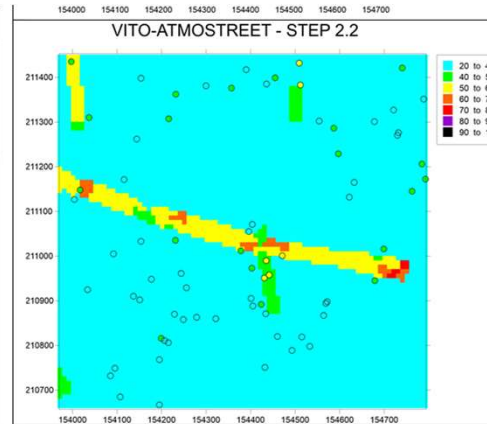 154000 154100 154200 154300 154400 154500 154600 154700
VITO-ATMOSTREET - STEP 2.2
211400
211300
211200
211100
211000
210900
210800
210700
154000 154100 154200 154300 154400 154500 154600 154700
20 to
40 to
50 to
60 to
70 to
80 to
90 to